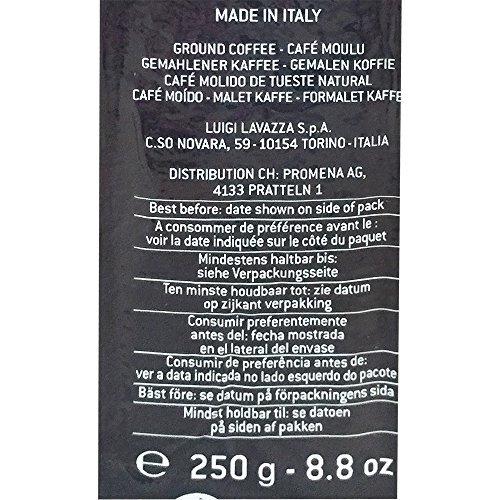 MADE IN ITALY
GROUND COFFEE - CAFÉ MOULU
GEMAHLENER KAFFEE - GEMALEN KOFFIE
CAFÉ MOLIDO DE TUESTE NATURAL
CAFÉ MOÍDO - MALET KAFFE - FORMALET KAFFE
LUIGI LAVAZZA S.p.A.
C.SO NOVARA, 59 - 10154 TORINO - ITALIA
DISTRIBUTION CH: PROMENA AG,
4133 PRATTELN 1
Best before: date shown on side of pack
A consommer de préférence avant le :
voir la date indiquée sur le côté du paquet
Mindestens haltbar bis:
siehe Verpackungsseite
Ten minste houdbaar tot: zie datum
op zijkant verpakking
Consumir preferentemente
antes del: fecha mostrada
en el lateral del envase
Consumir de preferência antes de:
ver a data indicada no lado esquerdo do pacote
Bäst före: se datum på förpackningens sida
Mindst holdbar til: se datoen
på siden af pakken
℮ 250 g - 8.8 oz